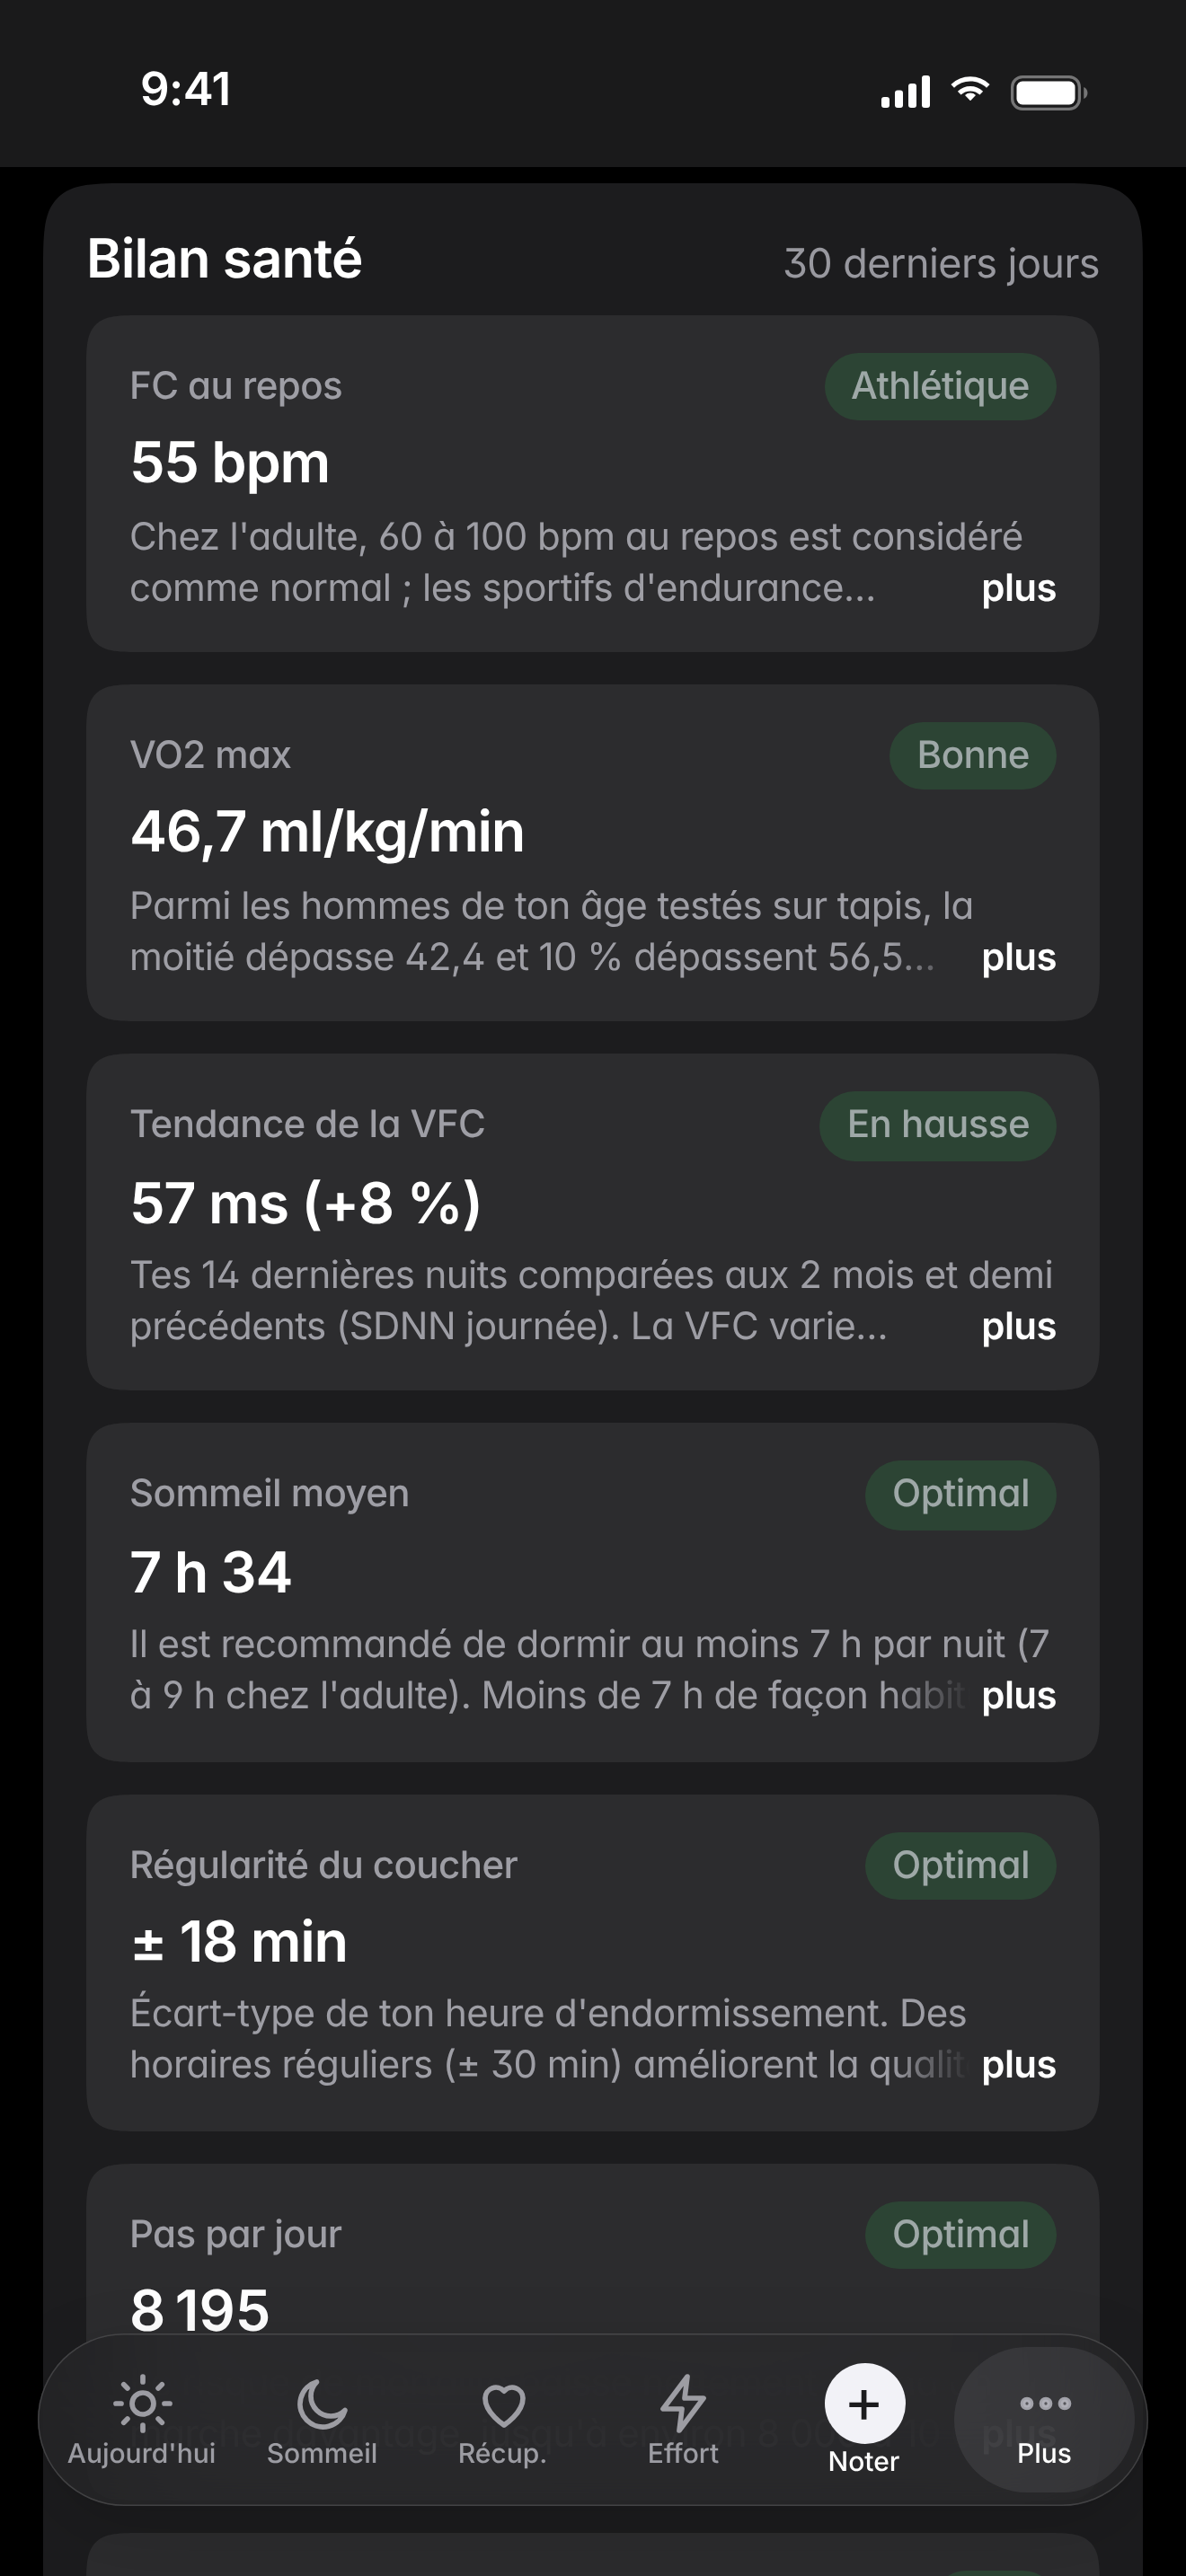 9:41
Bilan santé
30 derniers jours
FC au repos
Athlétique
55 bpm
Chez l'adulte, 60 à 100 bpm au repos est considéré
comme normal ; les sportifs d'endurance... plus
VO2 max
Bonne
46,7 ml/kg/min
Parmi les hommes de ton âge testés sur tapis, la
moitié dépasse 42,4 et 10 % dépassent 56,5... plus
Tendance de la VFC
En hausse
57 ms (+8 %)
Tes 14 dernières nuits comparées aux 2 mois et demi
précédents (SDNN journée). La VFC varie... plus
Sommeil moyen
Optimal
7 h 34
Il est recommandé de dormir au moins 7 h par nuit (7
à 9 h chez l'adulte). Moins de 7 h de façon habit plus
Régularité du coucher
Optimal
± 18 min
Écart-type de ton heure d'endormissement. Des
horaires réguliers (± 30 min) améliorent la qualit plus
Pas par jour
Optimal
8 195
Aujourd'hui
Sommeil
Récup.
Effort
Noter
Plus